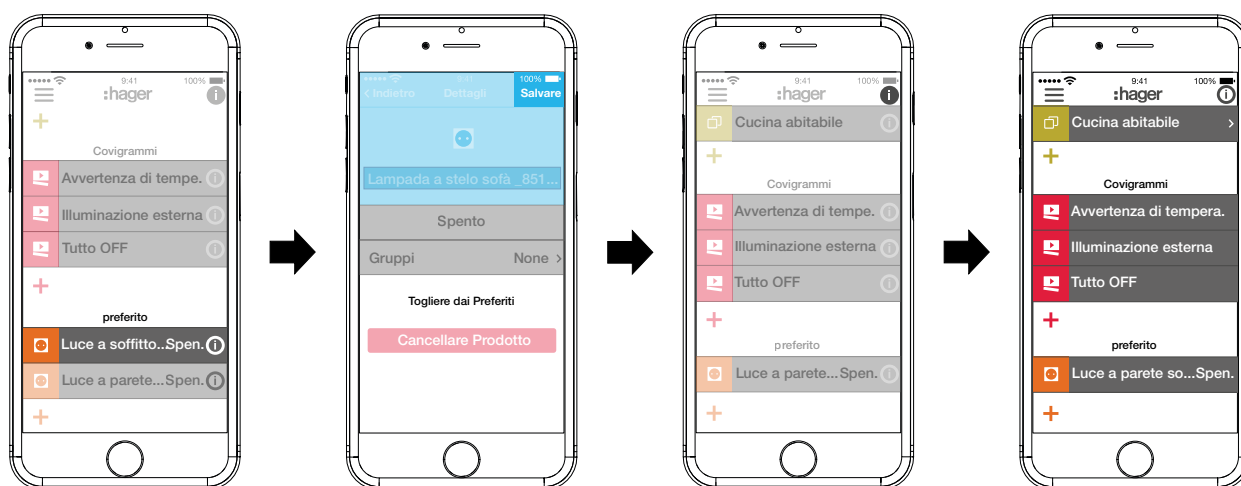 9:41 100%
:hager
Covigrammi
Avvertenza di tempe.
Illuminazione esterna
Tutto OFF
preferito
Luce a soffitto...Spen.
Luce a parete...Spen.
9:41 100%
< Indietro Dettagli Salvare
Lampada a stelo sofà _851...
Spento
Gruppi None >
Togliere dai Preferiti
Cancellare Prodotto
9:41 100%
:hager
Cucina abitabile
Covigrammi
Avvertenza di tempe.
Illuminazione esterna
Tutto OFF
preferito
Luce a parete...Spen.
9:41 100%
:hager
Cucina abitabile >
Covigrammi
Avvertenza di tempera.
Illuminazione esterna
Tutto OFF
preferito
Luce a parete so...Spen.